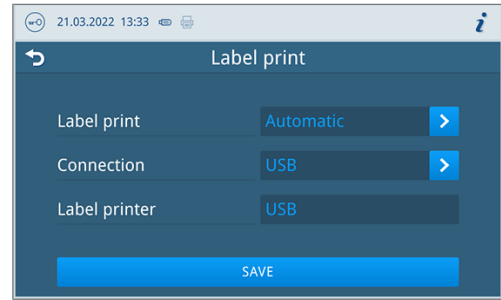 21.03.2022 13:33 i
Label print
Label print Automatic
Connection USB
Label printer USB
SAVE